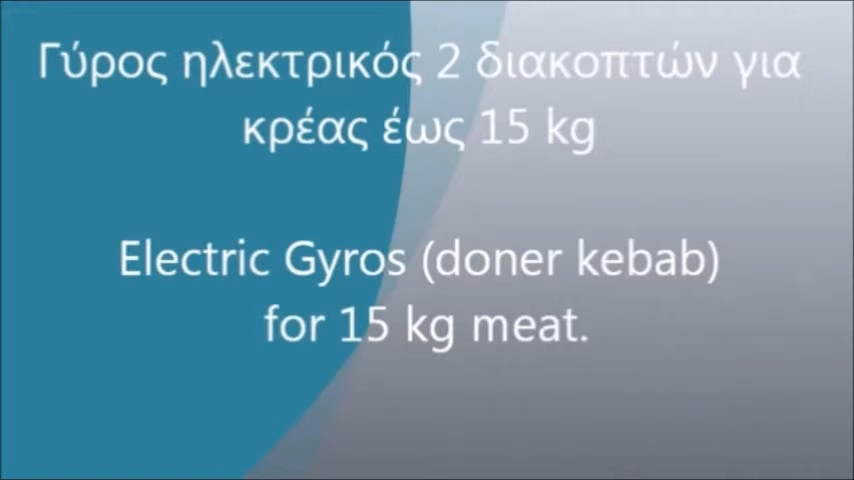 Γύρος ηλεκτρικός 2 διακοπτών για
κρέας έως 15 kg
Electric Gyros (doner kebab)
for 15 kg meat.